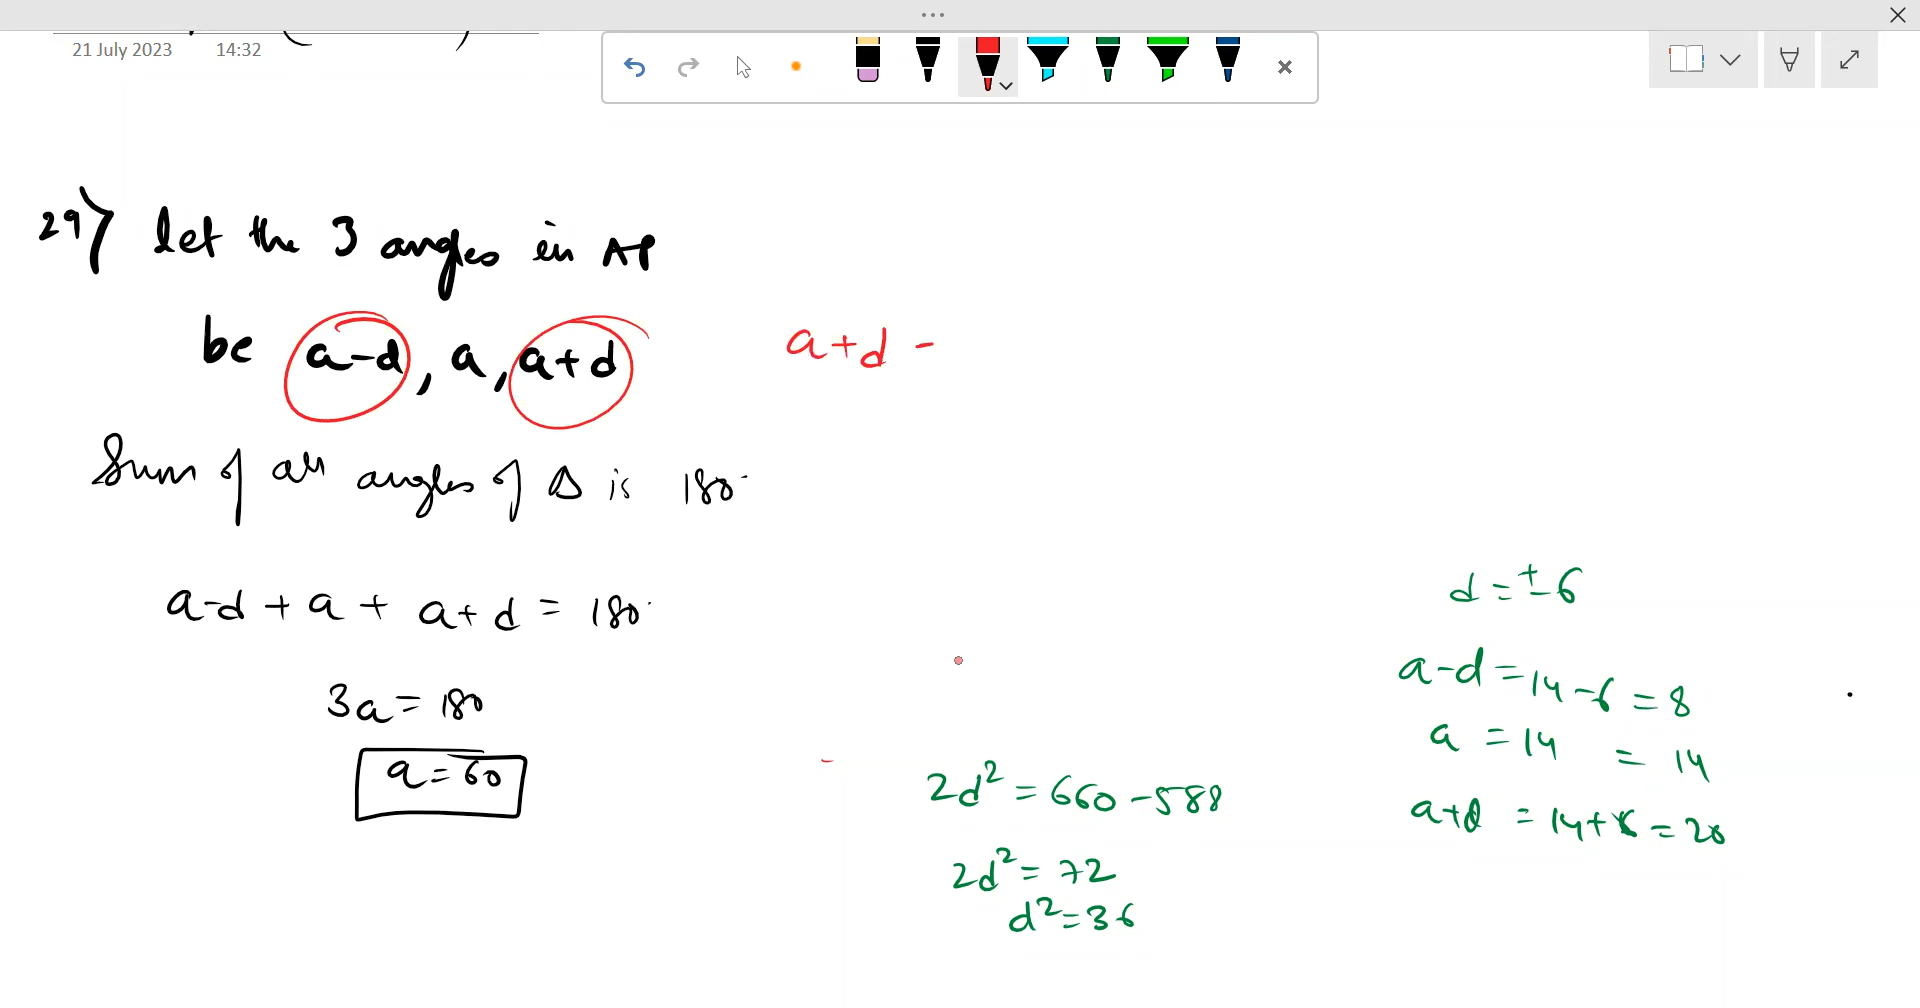 21 July 2023 14:32
29) let the 3 angles in AP
be a-d, a, a+d
a+d -
Sum of all angles of Δ is 180°
a-d + a + a+d = 180°
3a = 180
a = 60
2d² = 660 - 588
2d² = 72
d² = 36
d = ±6
a-d = 14 - 6 = 8
a = 14 = 14
a+d = 14+6 = 20